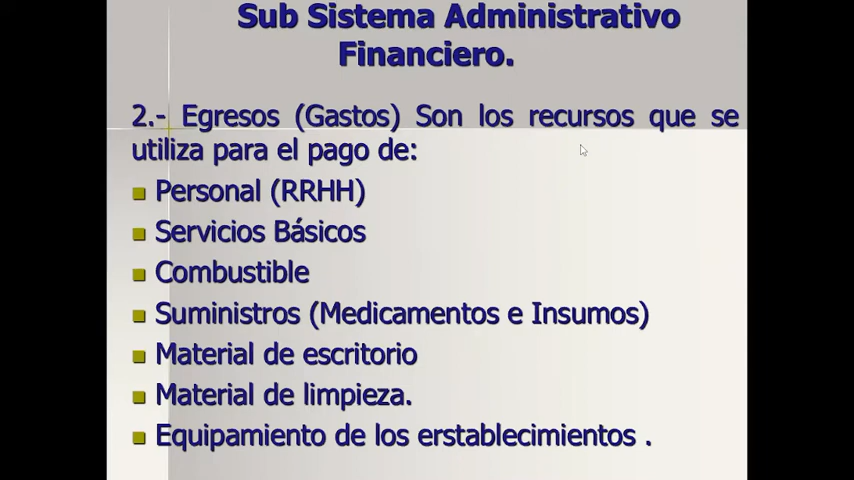 Sub Sistema Administrativo
Financiero.
2.- Egresos (Gastos) Son los recursos que se
utiliza para el pago de:
Personal (RRHH)
Servicios Básicos
Combustible
Suministros (Medicamentos e Insumos)
Material de escritorio
Material de limpieza.
Equipamiento de los erstablecimientos .